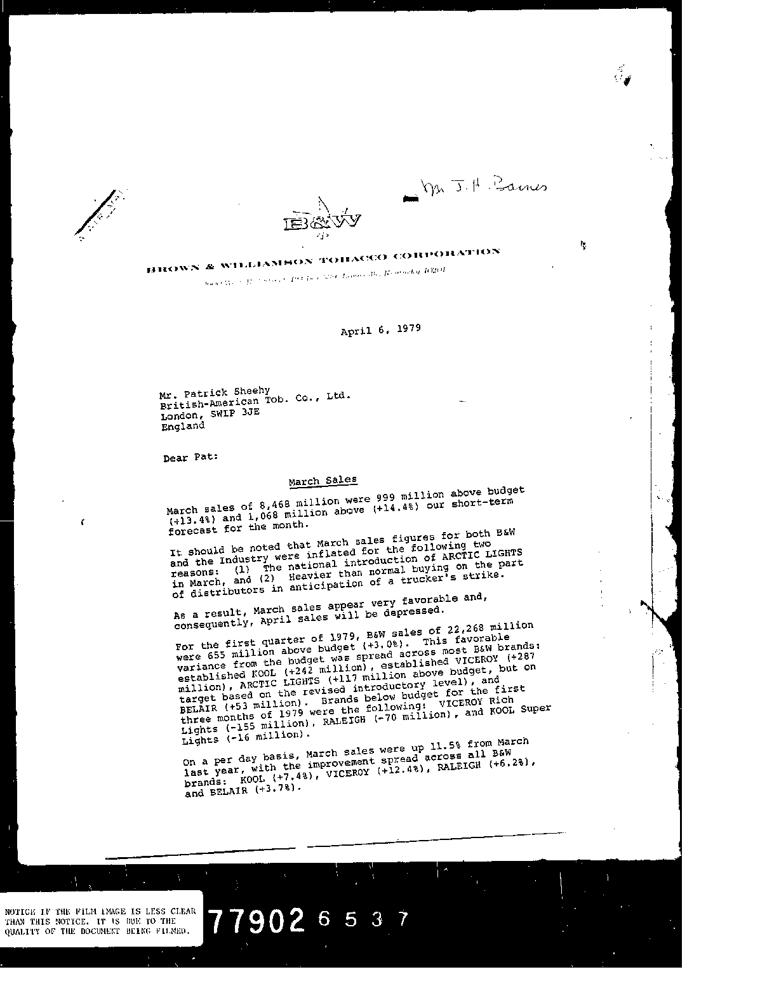 Mr J. H. Baines
B&W
BROWN & WILLIAMSON TOBACCO CORPORATION
Kentucky 40201
April 6, 1979
Mr. Patrick Sheehy
British-American Tob. Co., Ltd.
London, SWIP 3JE
England
Dear Pat:
March Sales
March sales of 8,468 million were 999 million above budget
(+13.4%) and 1,068 million above (+14.4%) our short-term
forecast for the month.
It should be noted that March sales figures for both B&W
and the Industry were inflated for the following two
reasons: (1) The national introduction of ARCTIC LIGHTS
in March, and (2) Heavier than normal buying on the part
of distributors in anticipation of a trucker's strike.
As a result, March sales appear very favorable and,
consequently, April sales will be depressed.
For the first quarter of 1979, B&W sales of 22,268 million
were 655 million above budget (+3.0%). This favorable
variance from the budget was spread across most B&W brands:
established KOOL (+242 million), established VICEROY (+287
million), ARCTIC LIGHTS (+117 million above budget, but on
target based on the revised introductory level), and
BELAIR (+53 million). Brands below budget for the first
three months of 1979 were the following: VICEROY Rich
Lights (-155 million), RALEIGH (-70 million), and KOOL Super
Lights (-16 million).
On a per day basis, March sales were up 11.5% from March
last year, with the improvement spread across all B&W
brands: KOOL (+7.4%), VICEROY (+12.4%), RALEIGH (+6.2%),
and BELAIR (+3.7%).
NOTICE IF THE FILM IMAGE IS LESS CLEAR
THAN THIS NOTICE. IT IS DUE TO THE
QUALITY OF THE DOCUMENT BEING FILMED.
77902 6537